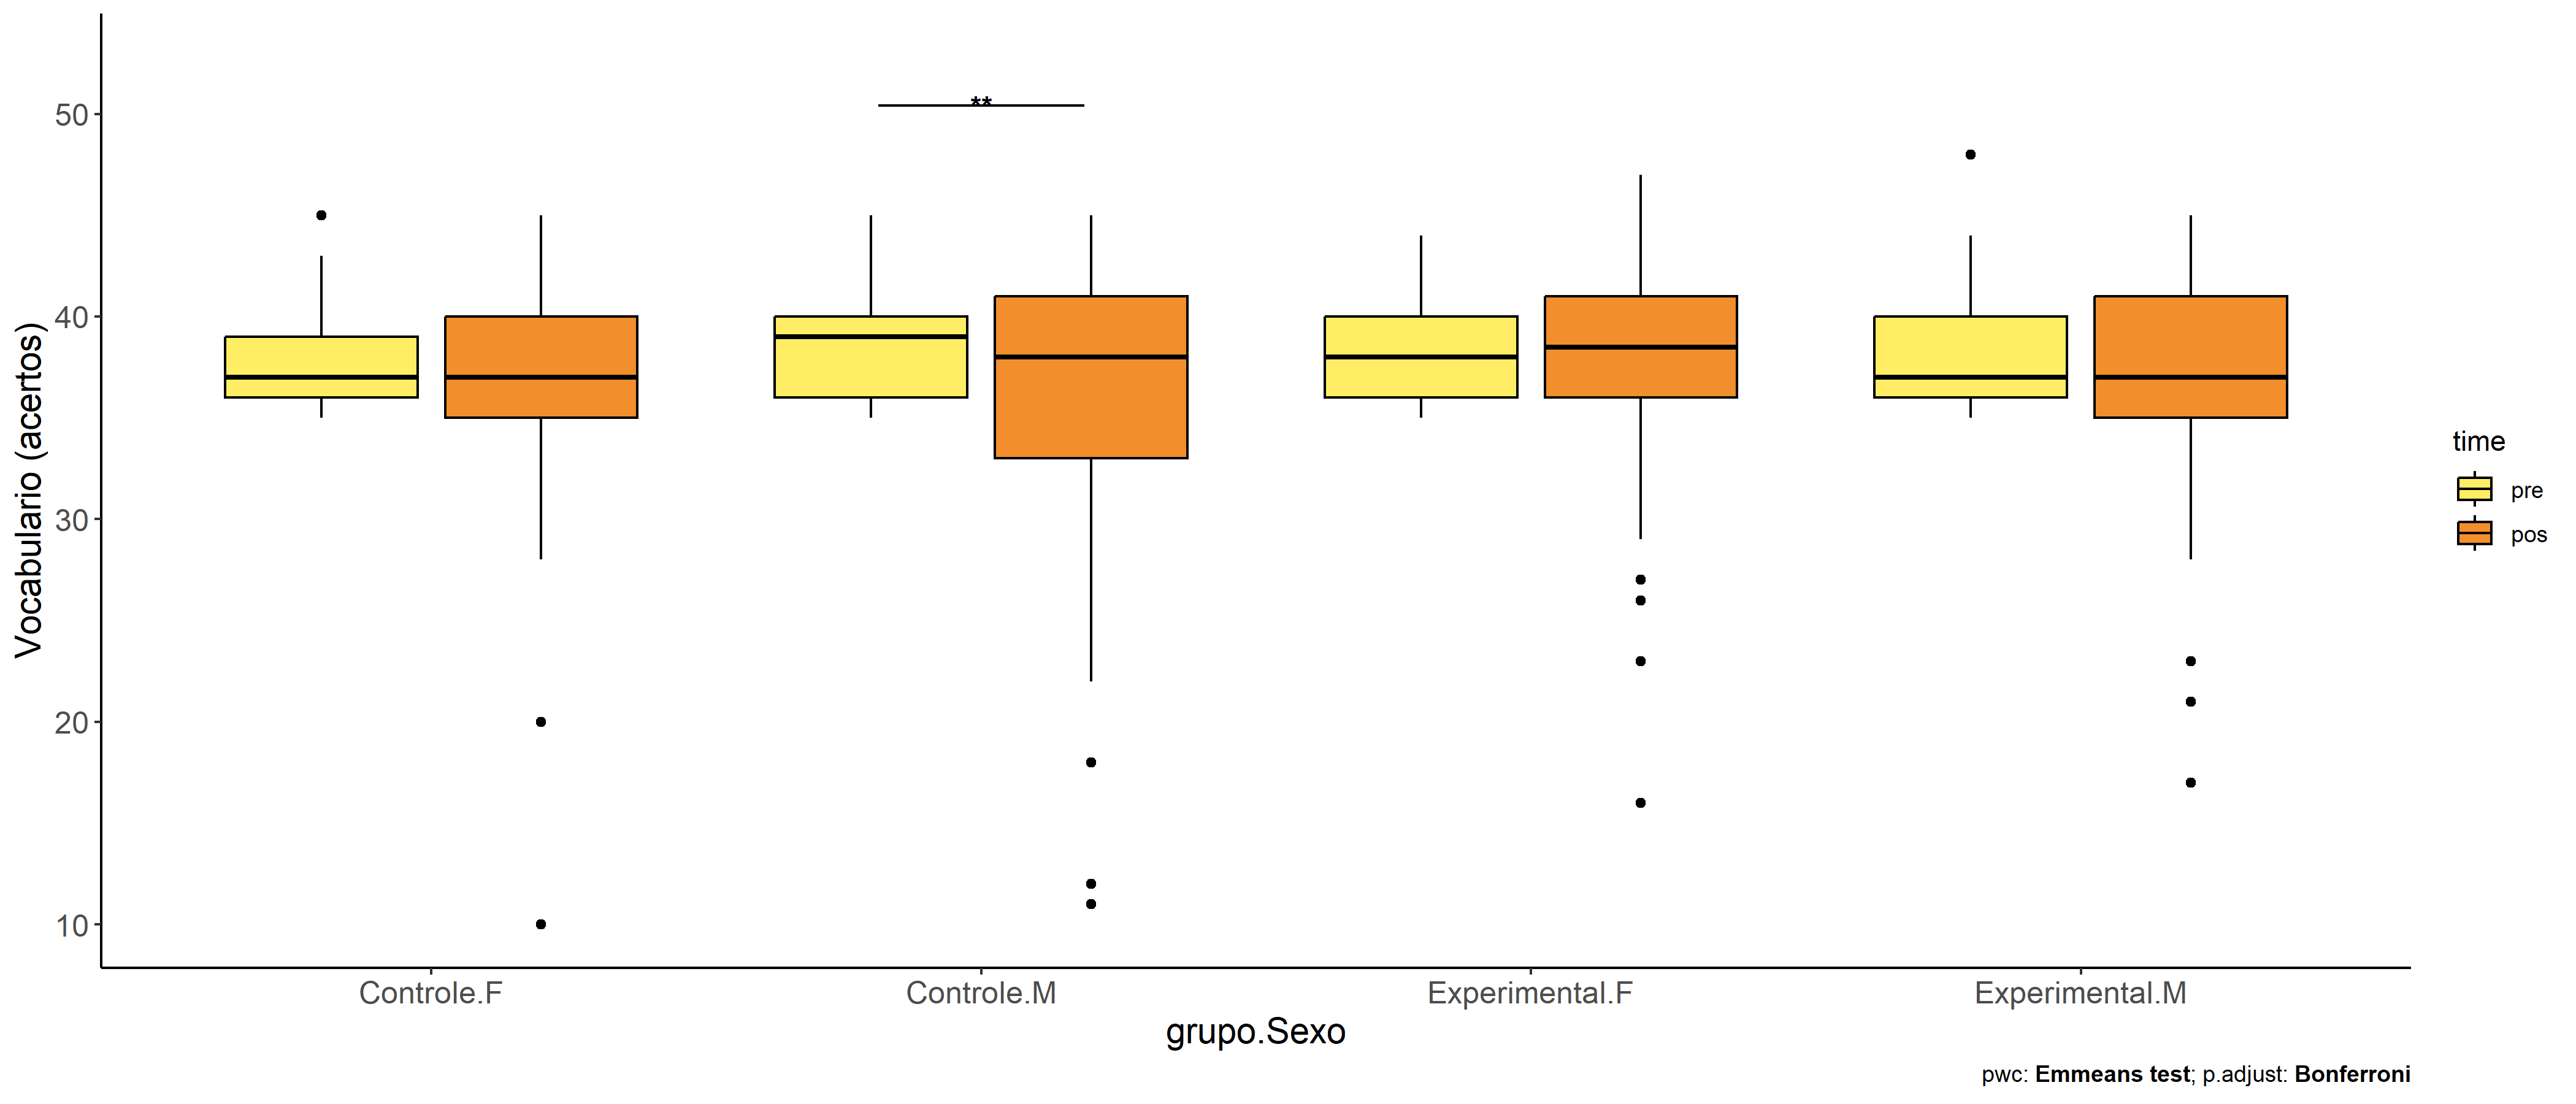 Vocabulario (acertos)
50
40
30
20
10
**
Controle.F
Controle.M
Experimental.F
Experimental.M
grupo.Sexo
time
pre
pos
pwc: Emmeans test; p.adjust: Bonferroni